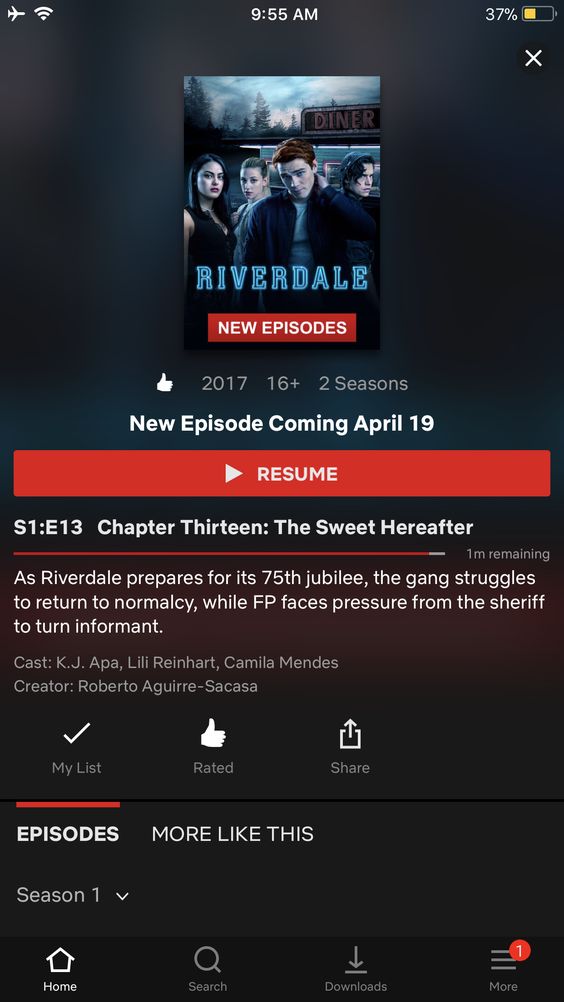 9:55 AM
37%
DINER
RIVERDALE
NEW EPISODES
2017 16+ 2 Seasons
New Episode Coming April 19
RESUME
S1:E13 Chapter Thirteen: The Sweet Hereafter
1m remaining
As Riverdale prepares for its 75th jubilee, the gang struggles
to return to normalcy, while FP faces pressure from the sheriff
to turn informant.
Cast: K.J. Apa, Lili Reinhart, Camila Mendes
Creator: Roberto Aguirre-Sacasa
My List Rated Share
EPISODES MORE LIKE THIS
Season 1
1
Home Search Downloads More